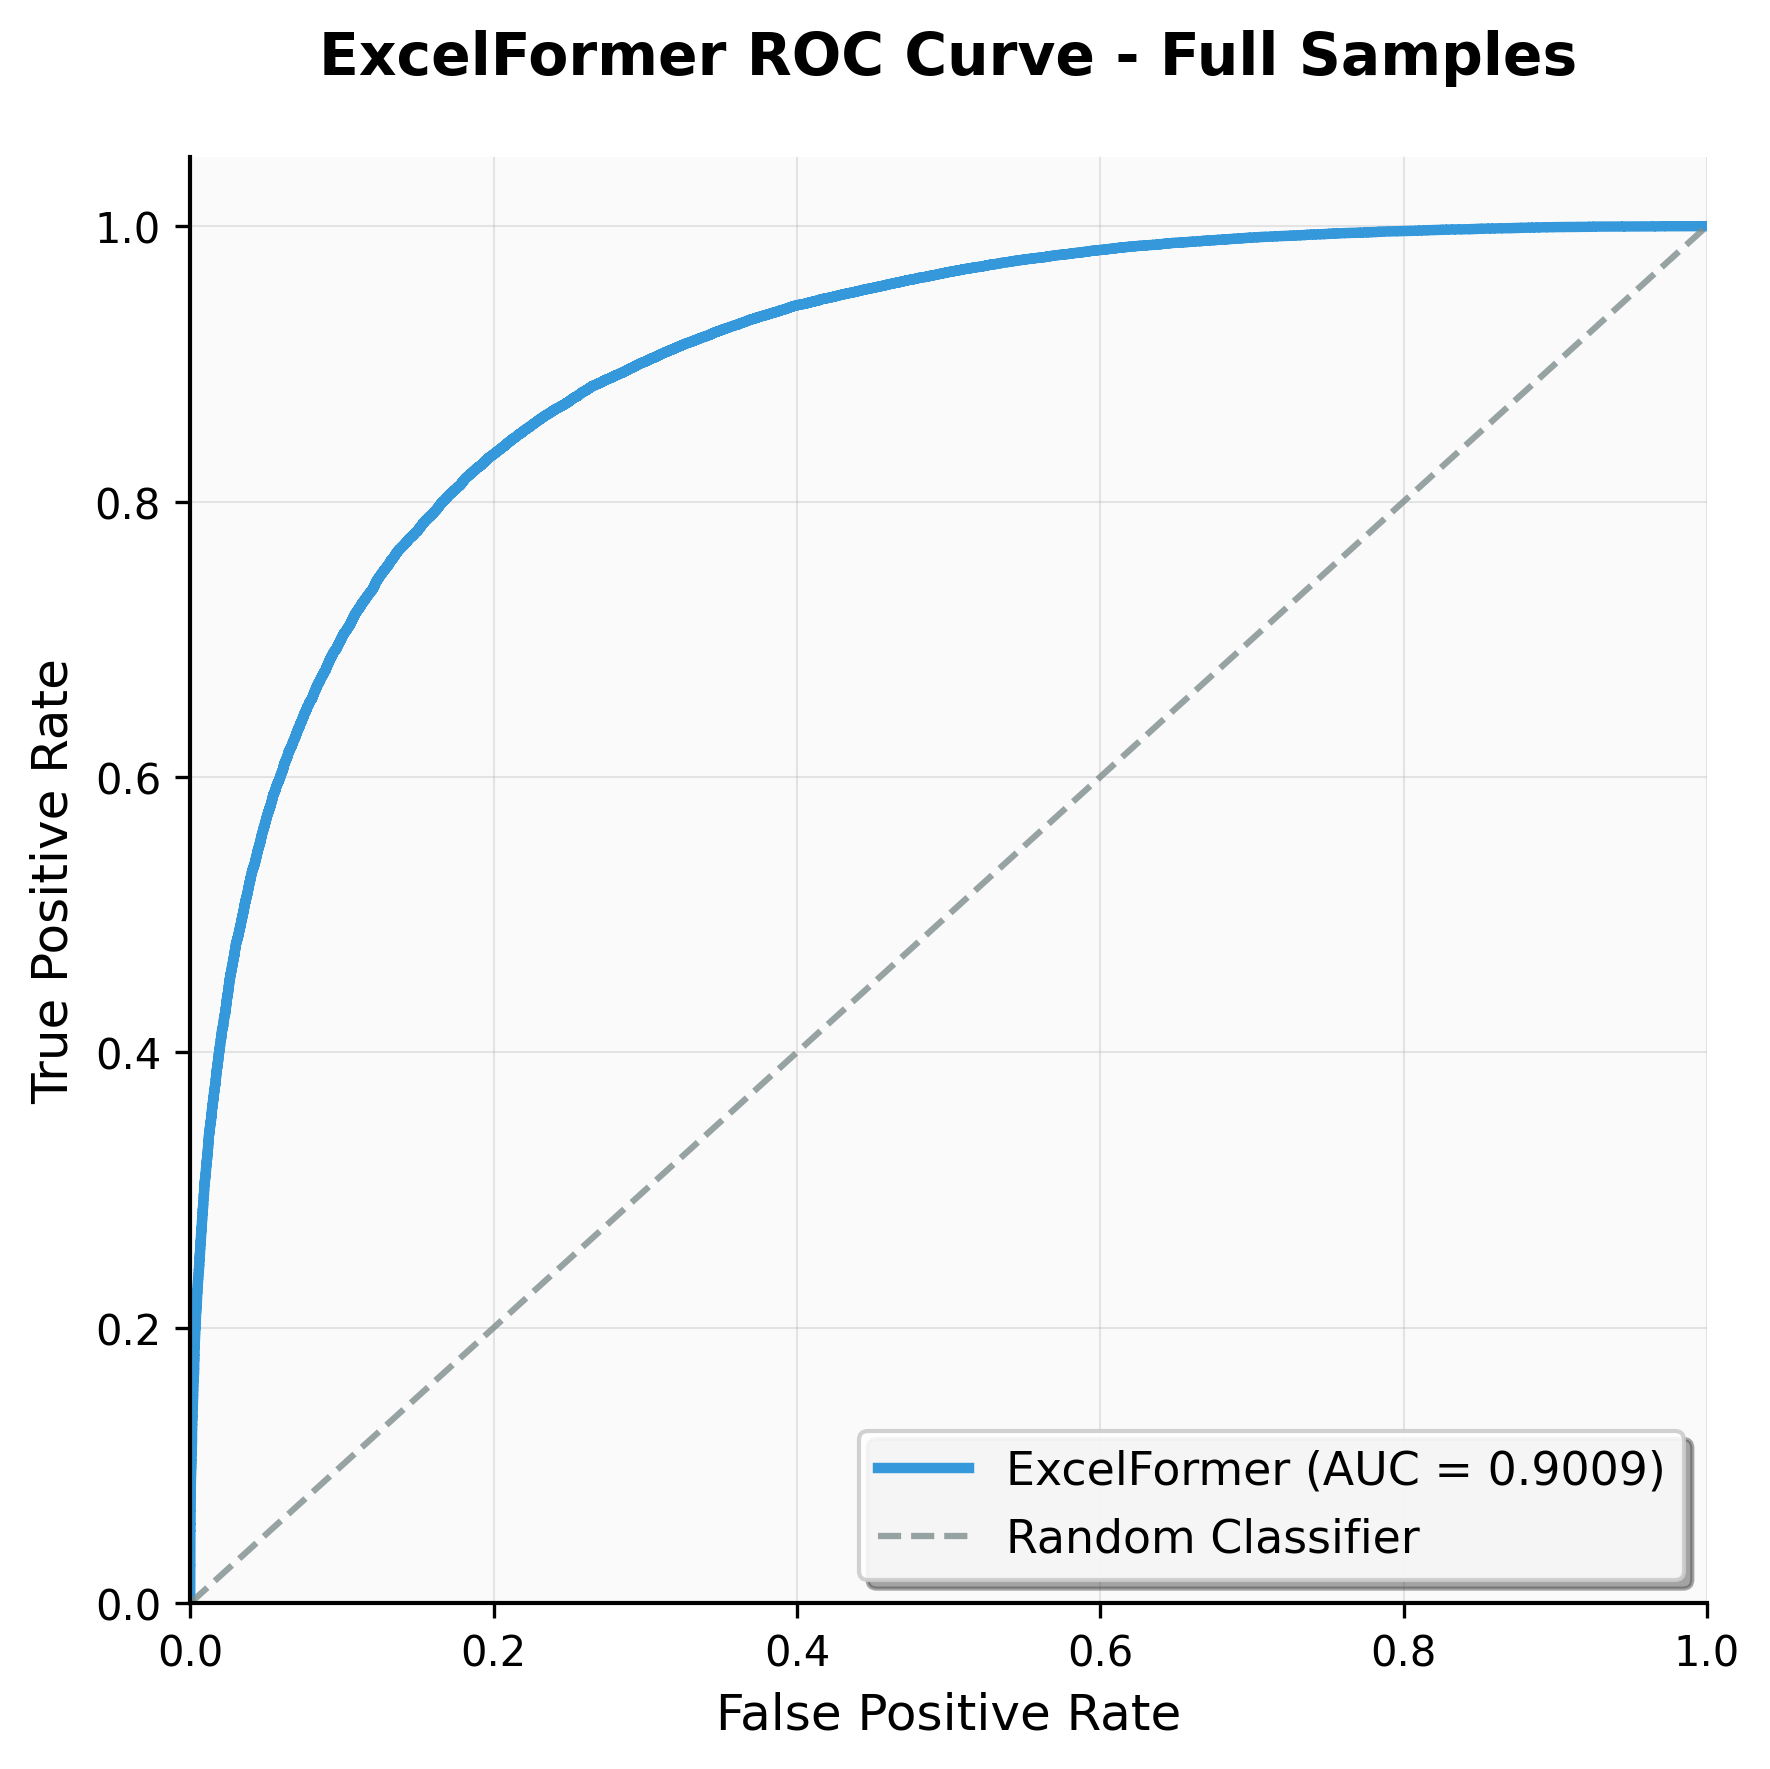 ExcelFormer ROC Curve - Full Samples
1.0
0.8
0.6
0.4
0.2
0.0
True Positive Rate
ExcelFormer (AUC = 0.9009)
Random Classifier
0.0 0.2 0.4 0.6 0.8 1.0
False Positive Rate